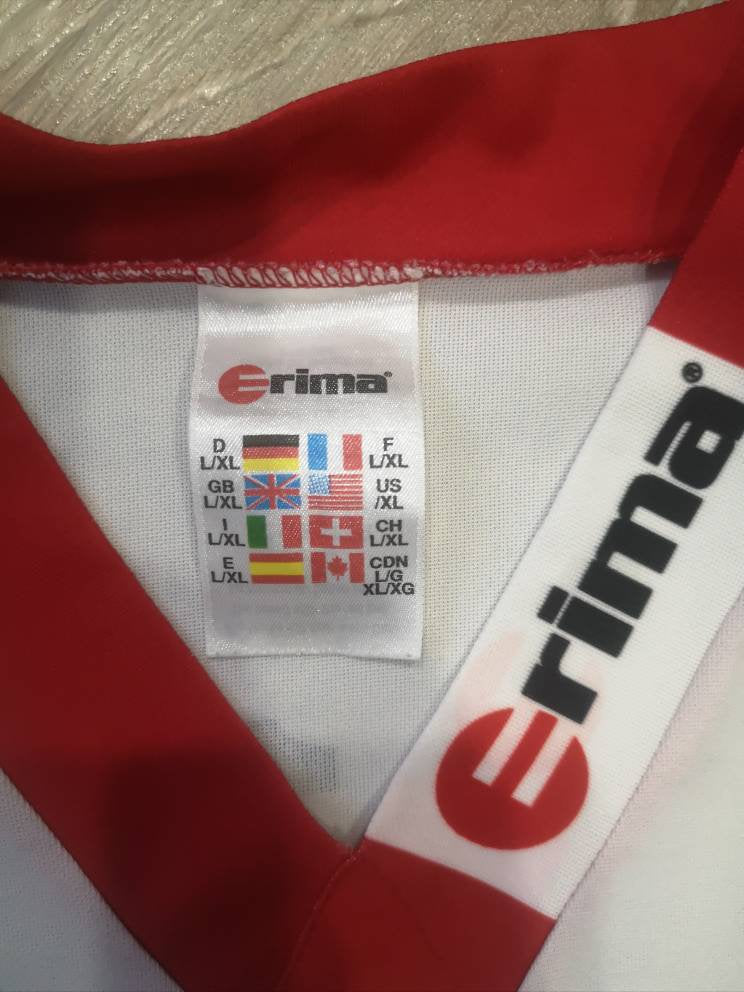 erima®
D
L/XL
F
L/XL
GB
L/XL
US
/XL
I
L/XL
CH
L/XL
E
L/XL
CDN
L/G
XL/XG
erima®